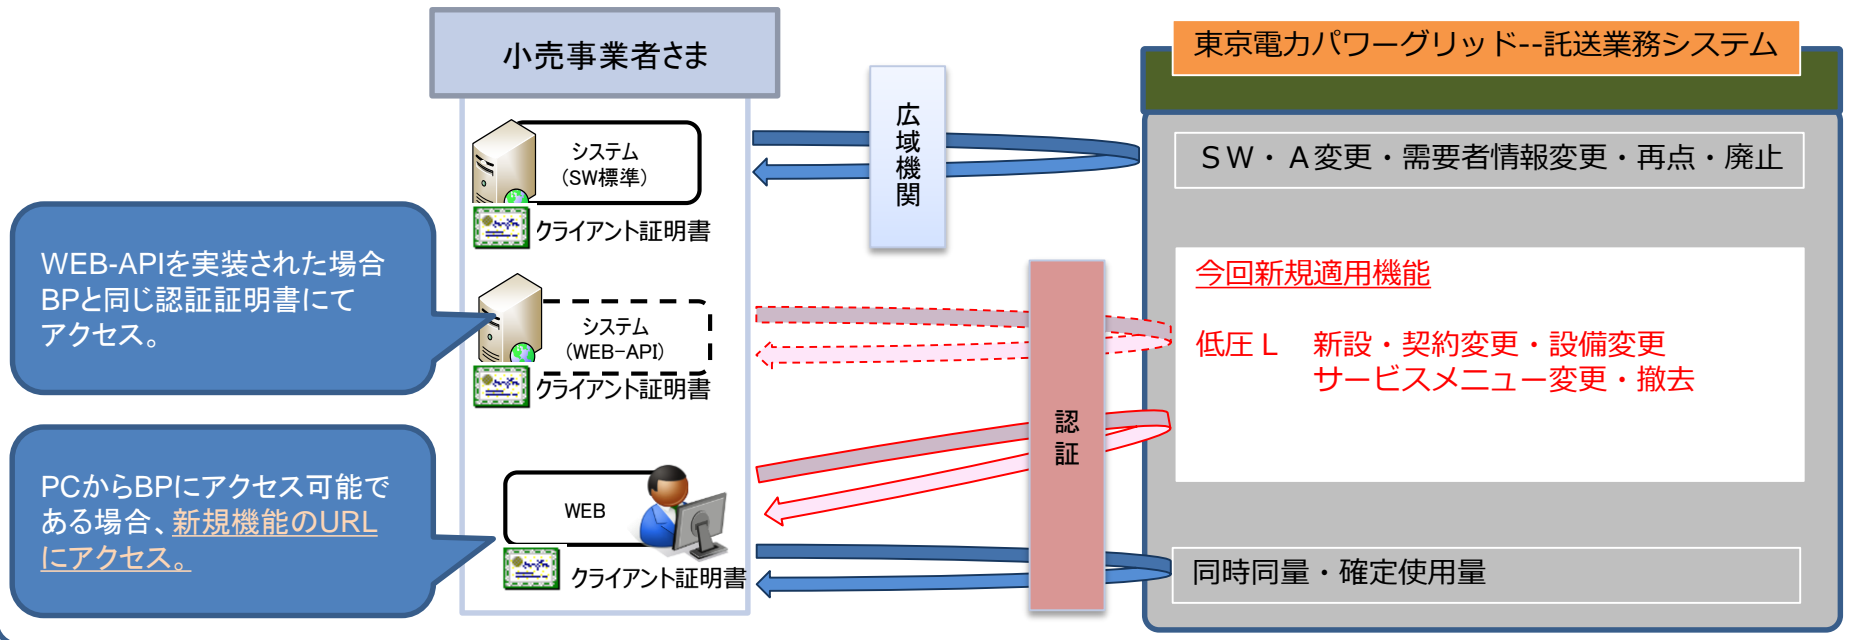 小売事業者さま
東京電力パワーグリッド--託送業務システム
広域機関
システム
(SW標準)
クライアント証明書
ＳＷ・Ａ変更・需要者情報変更・再点・廃止
WEB-APIを実装された場合
BPと同じ認証証明書にて
アクセス。
システム
(WEB-API)
クライアント証明書
認証
今回新規適用機能
低圧Ｌ　新設・契約変更・設備変更
サービスメニュー変更・撤去
PCからBPにアクセス可能で
ある場合、新規機能のURL
にアクセス。
WEB
クライアント証明書
同時同量・確定使用量